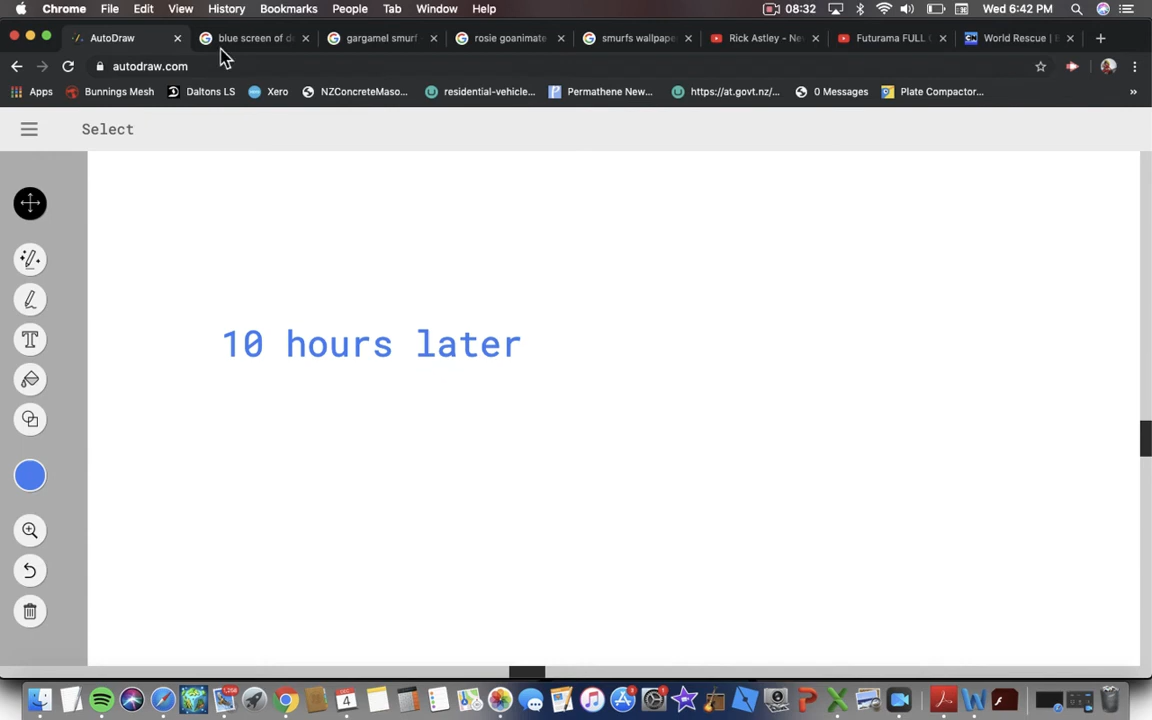 Chrome File Edit View History Bookmarks People Tab Window Help 08:32 Wed 6:42 PM
AutoDraw blue screen of d gargamel smurf rosie goanimate smurfs wallpape Rick Astley - Ne Futurama FULL World Rescue |
autodraw.com
Apps Bunnings Mesh Daltons LS Xero NZConcreteMaso... residential-vehicle... Permathene New... https://at.govt.nz/... 0 Messages Plate Compactor... »
Select
10 hours later